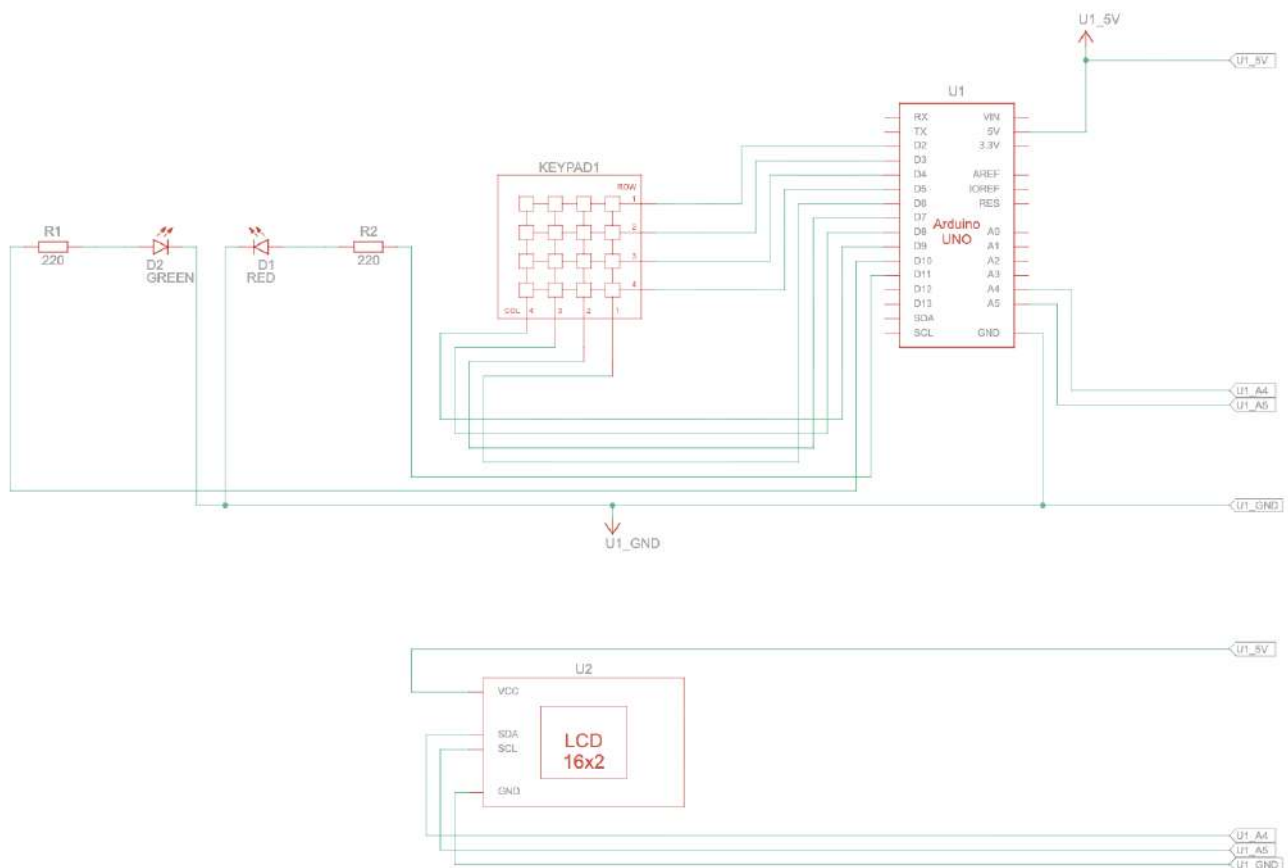 U1_5V
U1_5V
U1
RX VIN
TX 5V
D2 3.3V
D3
D4 AREF
D5 IOREF
D6 RES
D7
Arduino
UNO
D8 A0
D9 A1
D10 A2
D11 A3
D12 A4
D13 A5
SDA
SCL GND
KEYPAD1
ROW
1
2
3
4
COL 4 3 2 1
R1
220
D2
GREEN
D1
RED
R2
220
U1_A4
U1_A5
U1_GND
U1_GND
U1_5V
U2
VCC
SDA
SCL
GND
LCD
16x2
U1_A4
U1_A5
U1_GND